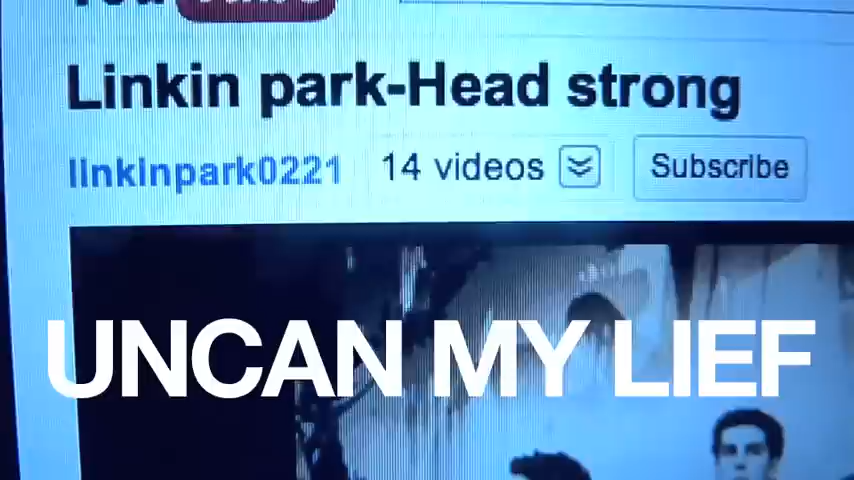 Linkin park-Head strong
linkinpark0221 14 videos Subscribe
UNCAN MY LIEF